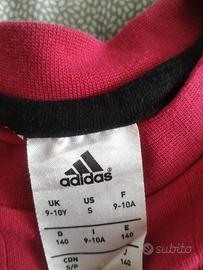 adidas
UK US F
9-10Y S 9-10A
D I E
140 9-10A 140
CDN J
S/P 140
subito